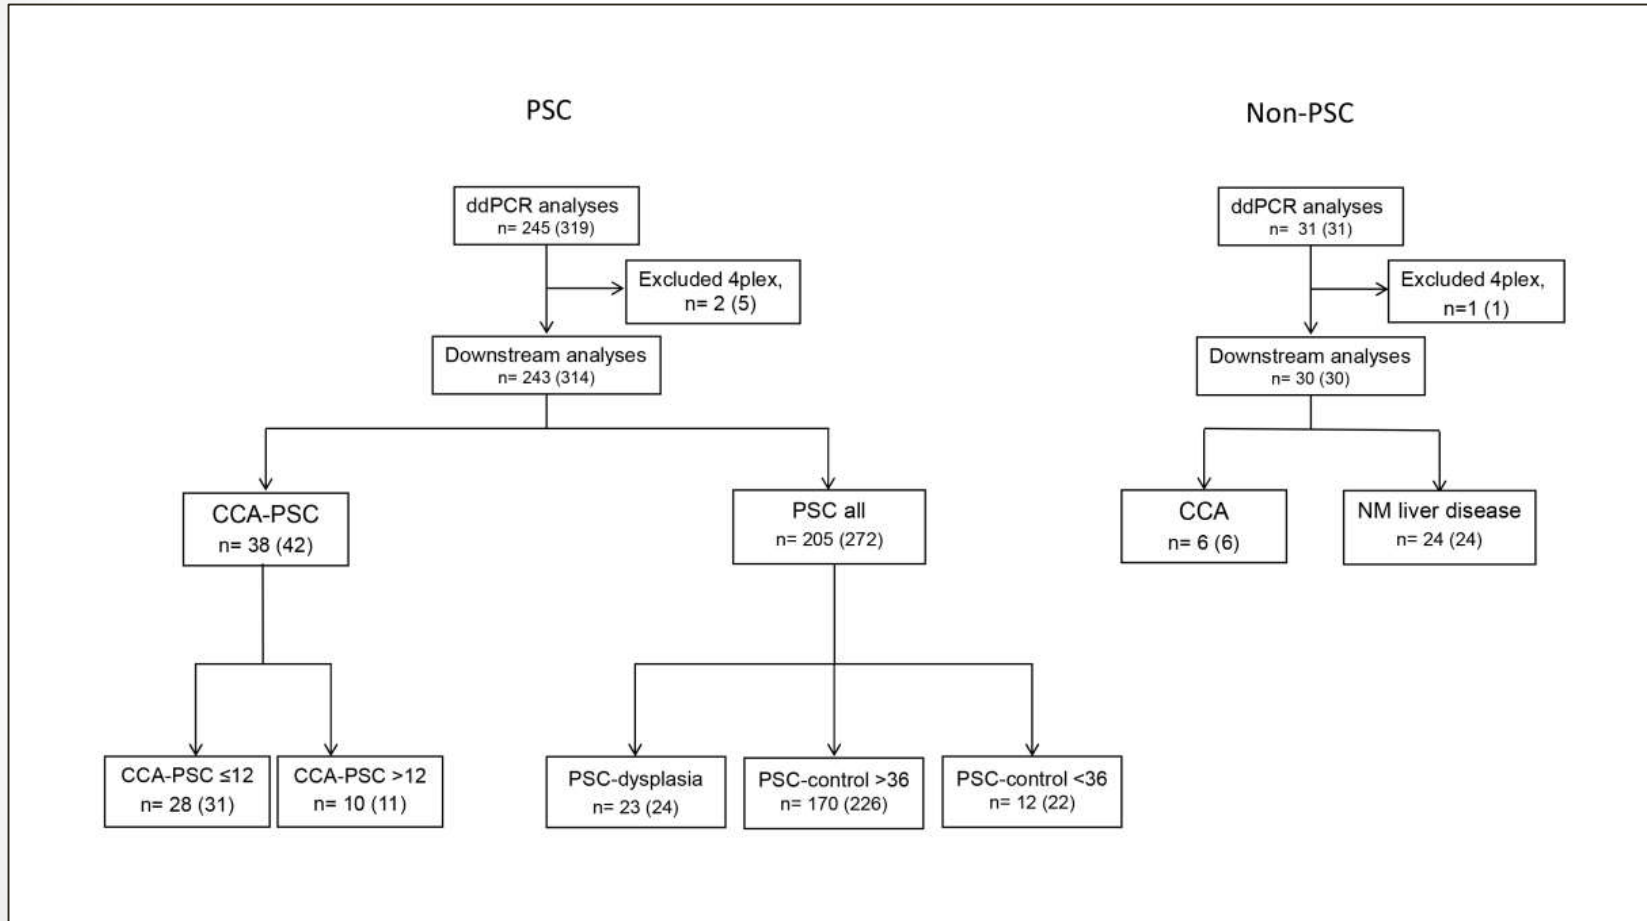 PSC
Non-PSC
ddPCR analyses
n= 245 (319)
ddPCR analyses
n= 31 (31)
Excluded 4plex,
n= 2 (5)
Excluded 4plex,
n=1 (1)
Downstream analyses
n= 243 (314)
Downstream analyses
n= 30 (30)
CCA-PSC
n= 38 (42)
PSC all
n= 205 (272)
CCA
n= 6 (6)
NM liver disease
n= 24 (24)
CCA-PSC ≤12
n= 28 (31)
CCA-PSC >12
n= 10 (11)
PSC-dysplasia
n= 23 (24)
PSC-control >36
n= 170 (226)
PSC-control <36
n= 12 (22)